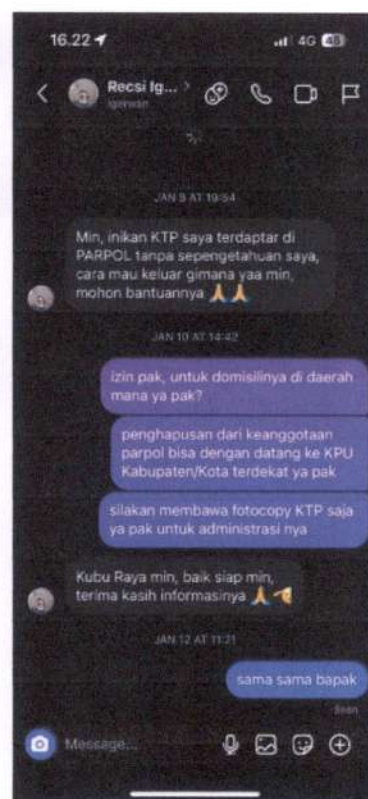 16.22
4G 43
Recsi Ig... >
igerwan
JAN 9 AT 19:54
Min, inikan KTP saya terdaptar di
PARPOL tanpa sepengetahuan saya,
cara mau keluar gimana yaa min,
mohon bantuannya 🙏🙏
JAN 10 AT 14:42
izin pak, untuk domisilinya di daerah
mana ya pak?
penghapusan dari keanggotaan
parpol bisa dengan datang ke KPU
Kabupaten/Kota terdekat ya pak
silakan membawa fotocopy KTP saja
ya pak untuk administrasi nya
Kubu Raya min, baik siap min,
terima kasih informasinya 🙏
JAN 12 AT 11:21
sama sama bapak
Seen
Message...